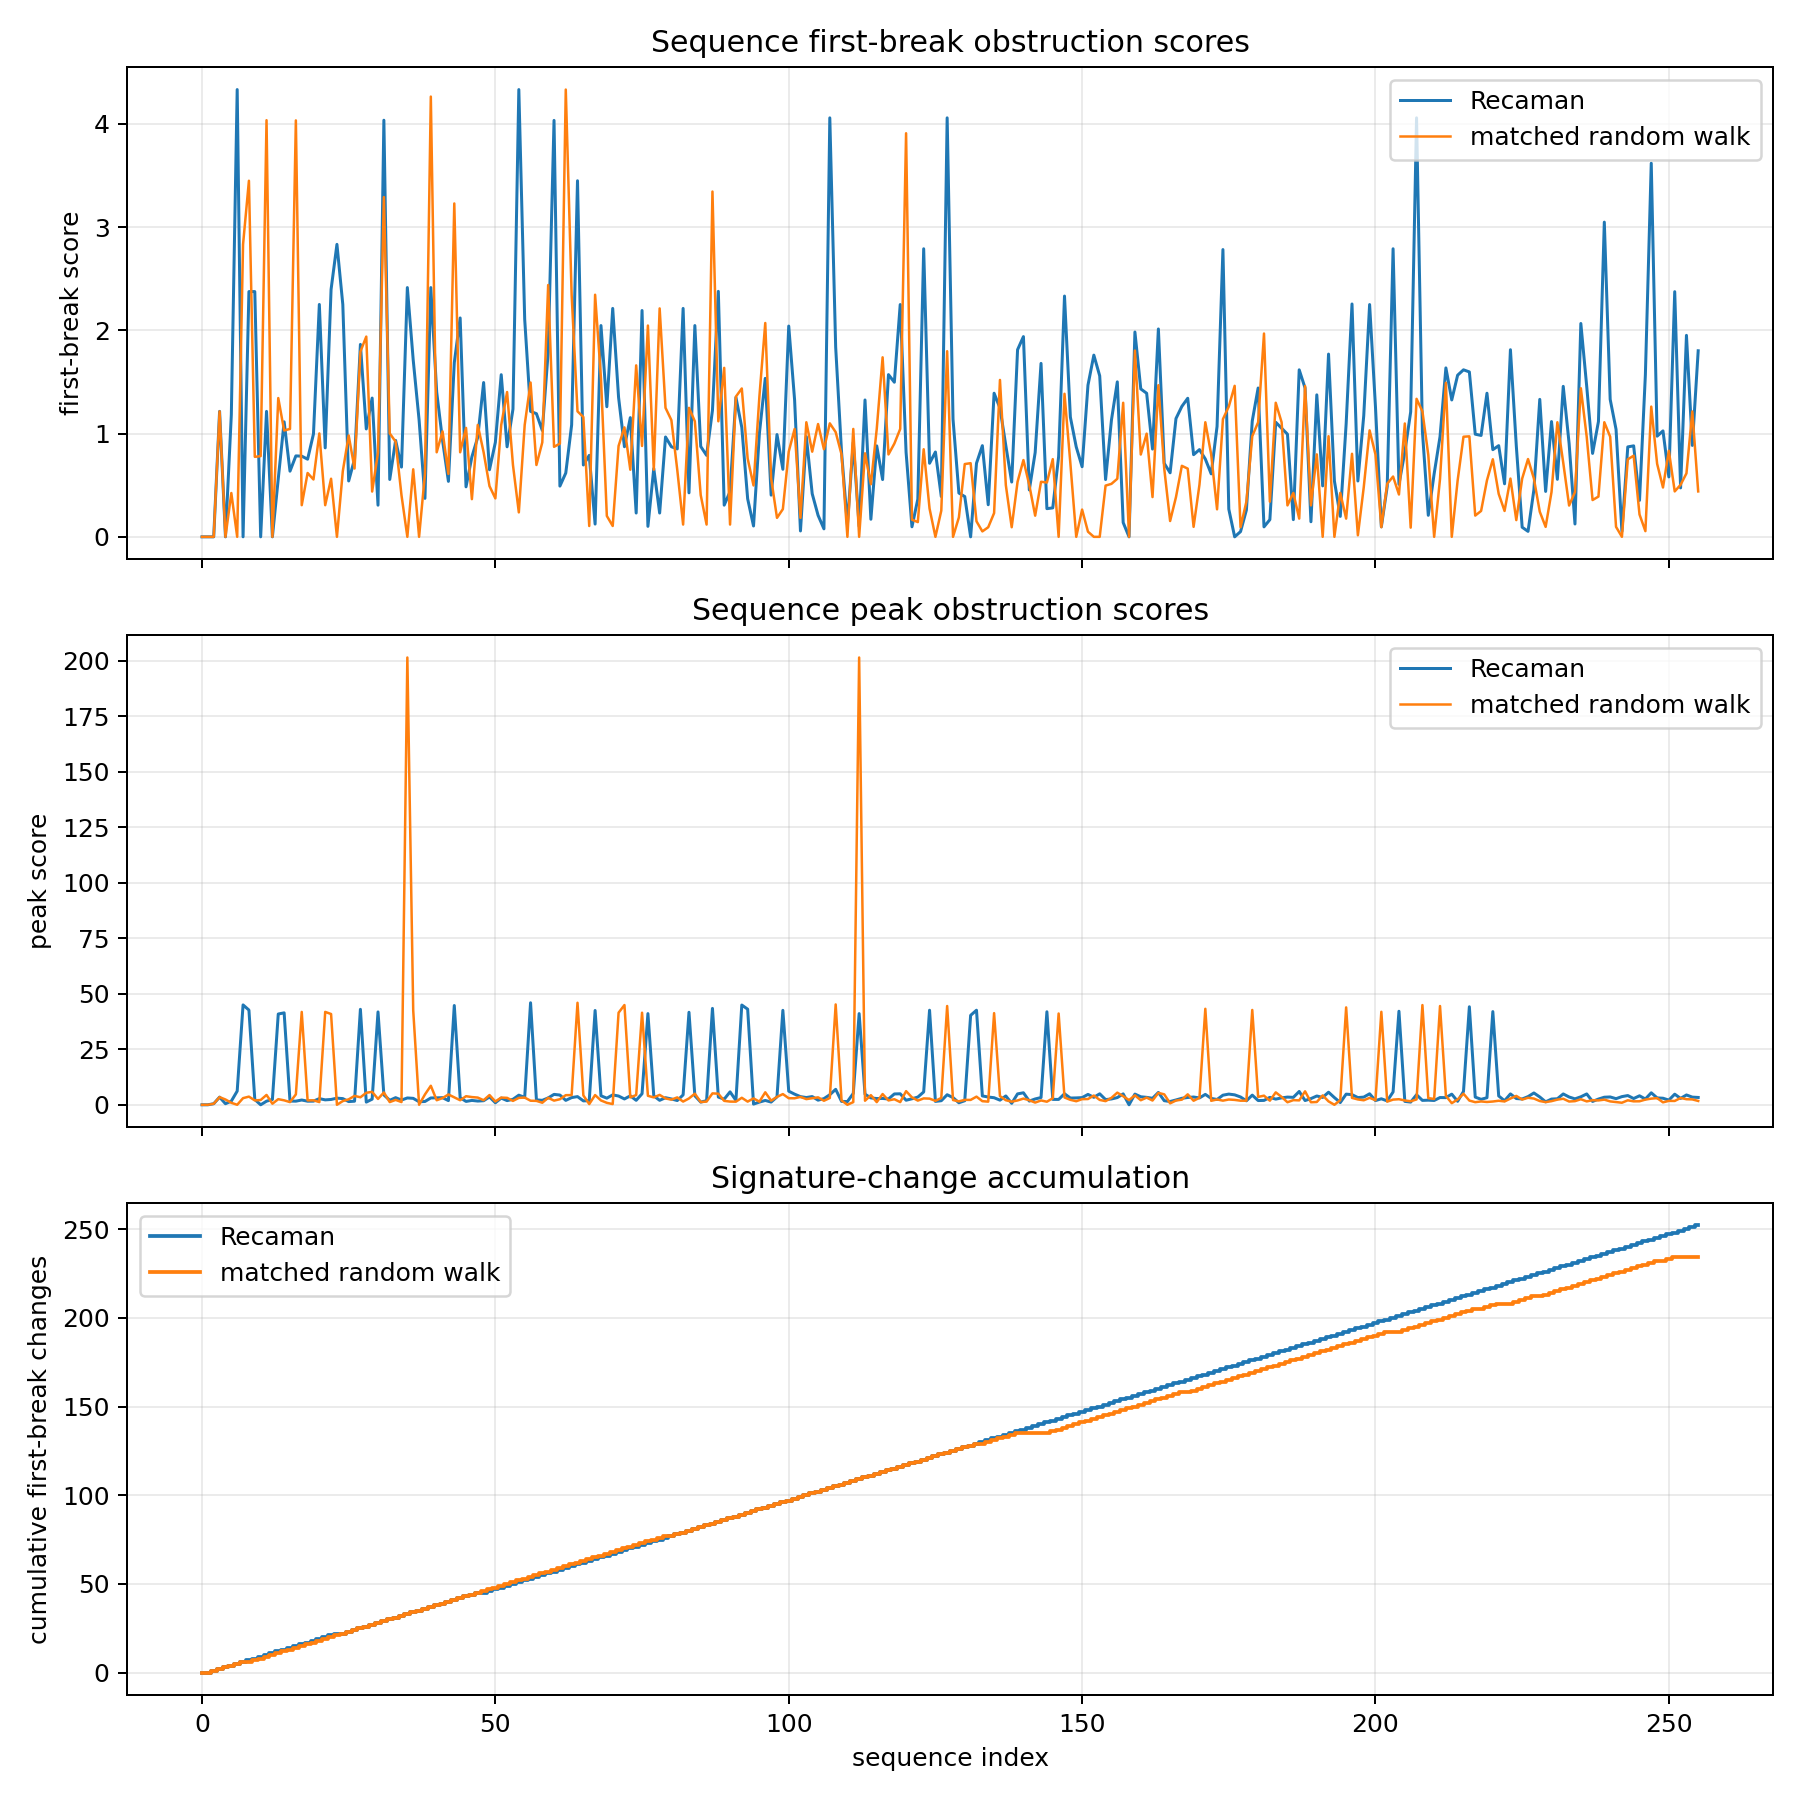 Sequence first-break obstruction scores
Recaman
matched random walk
first-break score
4
3
2
1
0
Sequence peak obstruction scores
Recaman
matched random walk
peak score
200
175
150
125
100
75
50
25
0
Signature-change accumulation
Recaman
matched random walk
cumulative first-break changes
250
200
150
100
50
0
0 50 100 150 200 250
sequence index